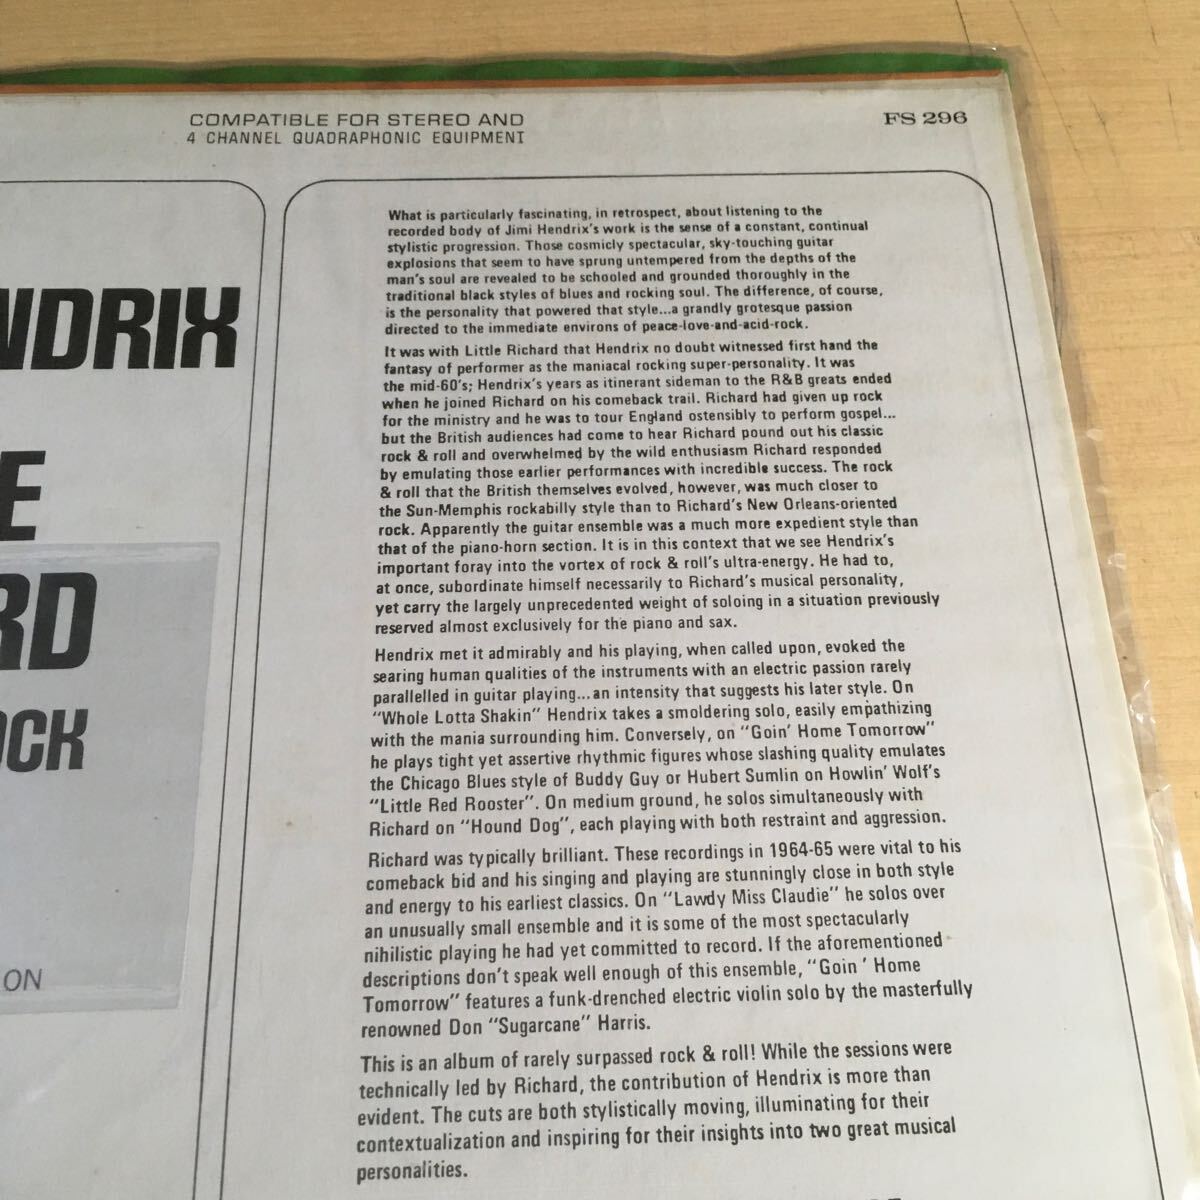 COMPATIBLE FOR STEREO AND
4 CHANNEL QUADRAPHONIC EQUIPMENT
FS 296
NDRIX
E
RD
OCK
ON
What is particularly fascinating, in retrospect, about listening to the
recorded body of Jimi Hendrix's work is the sense of a constant, continual
stylistic progression. Those cosmicly spectacular, sky-touching guitar
explosions that seem to have sprung untempered from the depths of the
man's soul are revealed to be schooled and grounded thoroughly in the
traditional black styles of blues and rocking soul. The difference, of course,
is the personality that powered that style...a grandly grotesque passion
directed to the immediate environs of peace-love-and-acid-rock.
It was with Little Richard that Hendrix no doubt witnessed first hand the
fantasy of performer as the maniacal rocking super-personality. It was
the mid-60's; Hendrix's years as itinerant sideman to the R&B greats ended
when he joined Richard on his comeback trail. Richard had given up rock
for the ministry and he was to tour England ostensibly to perform gospel...
but the British audiences had come to hear Richard pound out his classic
rock & roll and overwhelmed by the wild enthusiasm Richard responded
by emulating those earlier performances with incredible success. The rock
& roll that the British themselves evolved, however, was much closer to
the Sun-Memphis rockabilly style than to Richard's New Orleans-oriented
rock. Apparently the guitar ensemble was a much more expedient style than
that of the piano-horn section. It is in this context that we see Hendrix's
important foray into the vortex of rock & roll's ultra-energy. He had to,
at once, subordinate himself necessarily to Richard's musical personality,
yet carry the largely unprecedented weight of soloing in a situation previously
reserved almost exclusively for the piano and sax.
Hendrix met it admirably and his playing, when called upon, evoked the
searing human qualities of the instruments with an electric passion rarely
parallelled in guitar playing...an intensity that suggests his later style. On
"Whole Lotta Shakin" Hendrix takes a smoldering solo, easily empathizing
with the mania surrounding him. Conversely, on "Goin' Home Tomorrow"
he plays tight yet assertive rhythmic figures whose slashing quality emulates
the Chicago Blues style of Buddy Guy or Hubert Sumlin on Howlin' Wolf's
"Little Red Rooster". On medium ground, he solos simultaneously with
Richard on "Hound Dog", each playing with both restraint and aggression.
Richard was typically brilliant. These recordings in 1964-65 were vital to his
comeback bid and his singing and playing are stunningly close in both style
and energy to his earliest classics. On "Lawdy Miss Claudie" he solos over
an unusually small ensemble and it is some of the most spectacularly
nihilistic playing he had yet committed to record. If the aforementioned
descriptions don't speak well enough of this ensemble, "Goin' Home
Tomorrow" features a funk-drenched electric violin solo by the masterfully
renowned Don "Sugarcane" Harris.
This is an album of rarely surpassed rock & roll! While the sessions were
technically led by Richard, the contribution of Hendrix is more than
evident. The cuts are both stylistically moving, illuminating for their
contextualization and inspiring for their insights into two great musical
personalities.